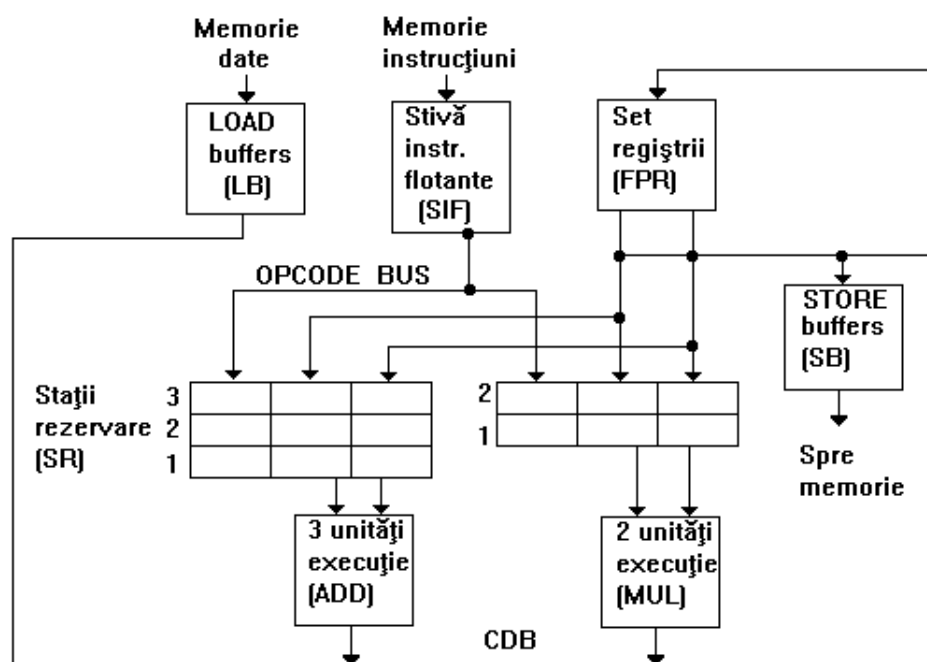 Memorie
date
Memorie
instrucţiuni
LOAD
buffers
(LB)
Stivă
instr.
flotante
(SIF)
Set
regiştrii
(FPR)
OPCODE BUS
STORE
buffers
(SB)
Staţii
rezervare
(SR)
3
2
1
2
1
Spre
memorie
3 unităţi
execuţie
(ADD)
2 unităţi
execuţie
(MUL)
CDB